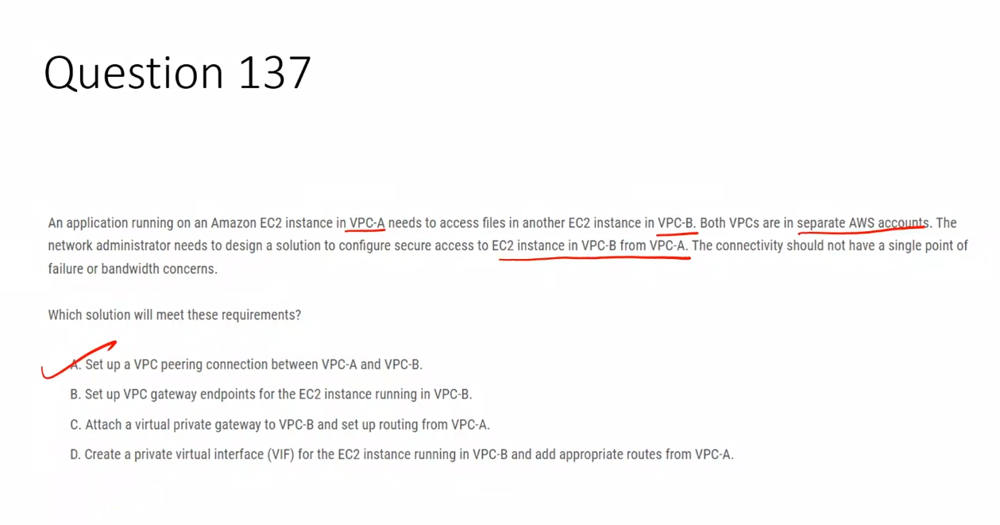 Question 137
An application running on an Amazon EC2 instance in VPC-A needs to access files in another EC2 instance in VPC-B. Both VPCs are in separate AWS accounts. The
network administrator needs to design a solution to configure secure access to EC2 instance in VPC-B from VPC-A. The connectivity should not have a single point of
failure or bandwidth concerns.
Which solution will meet these requirements?
A. Set up a VPC peering connection between VPC-A and VPC-B.
B. Set up VPC gateway endpoints for the EC2 instance running in VPC-B.
C. Attach a virtual private gateway to VPC-B and set up routing from VPC-A.
D. Create a private virtual interface (VIF) for the EC2 instance running in VPC-B and add appropriate routes from VPC-A.